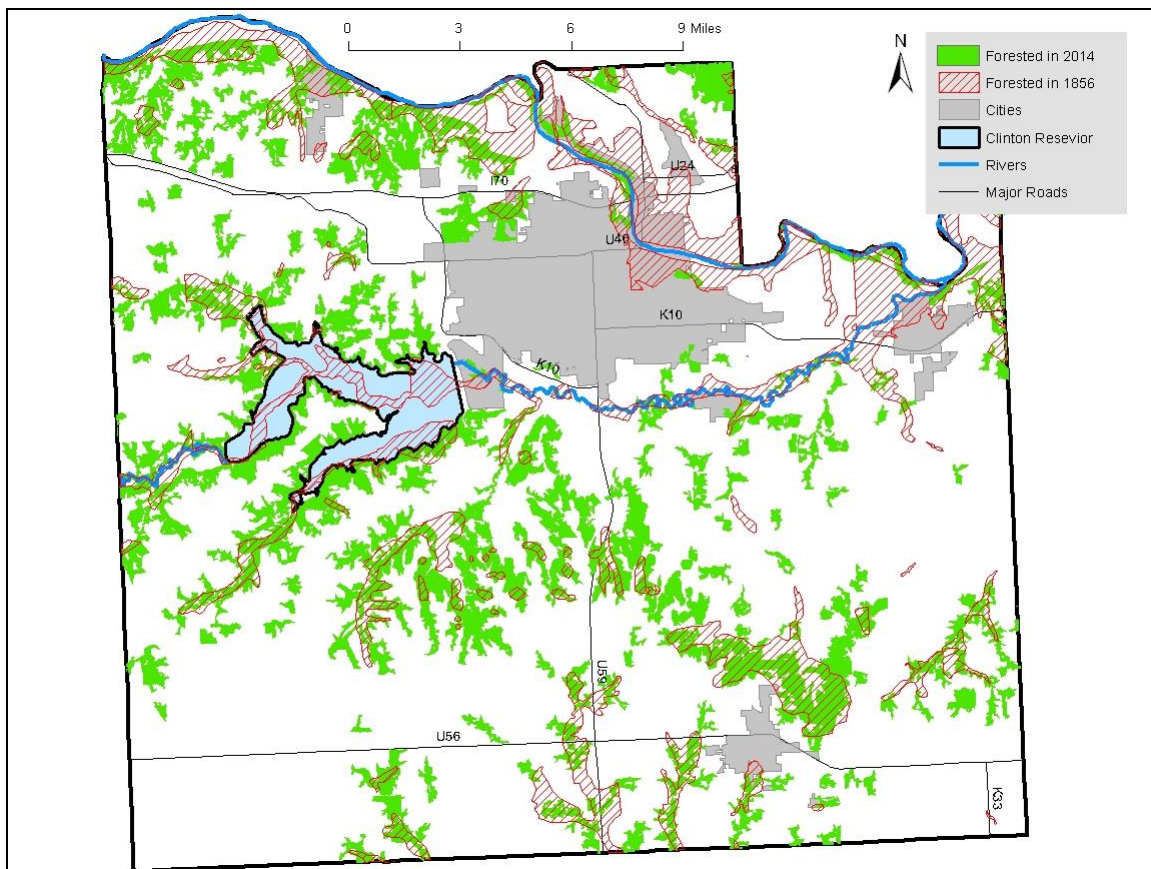 0 3 6 9 Miles
N
Forested in 2014
Forested in 1856
Cities
Clinton Resevior
Rivers
Major Roads
U24
I70
U40
K10
K10
U59
U56
K33